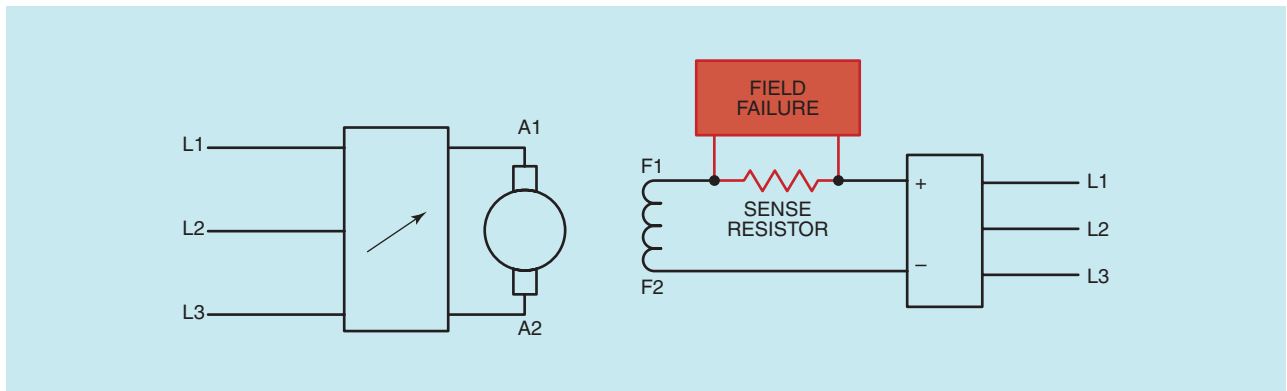 L1
L2
L3
A1
A2
FIELD
FAILURE
F1
F2
SENSE
RESISTOR
+
–
L1
L2
L3